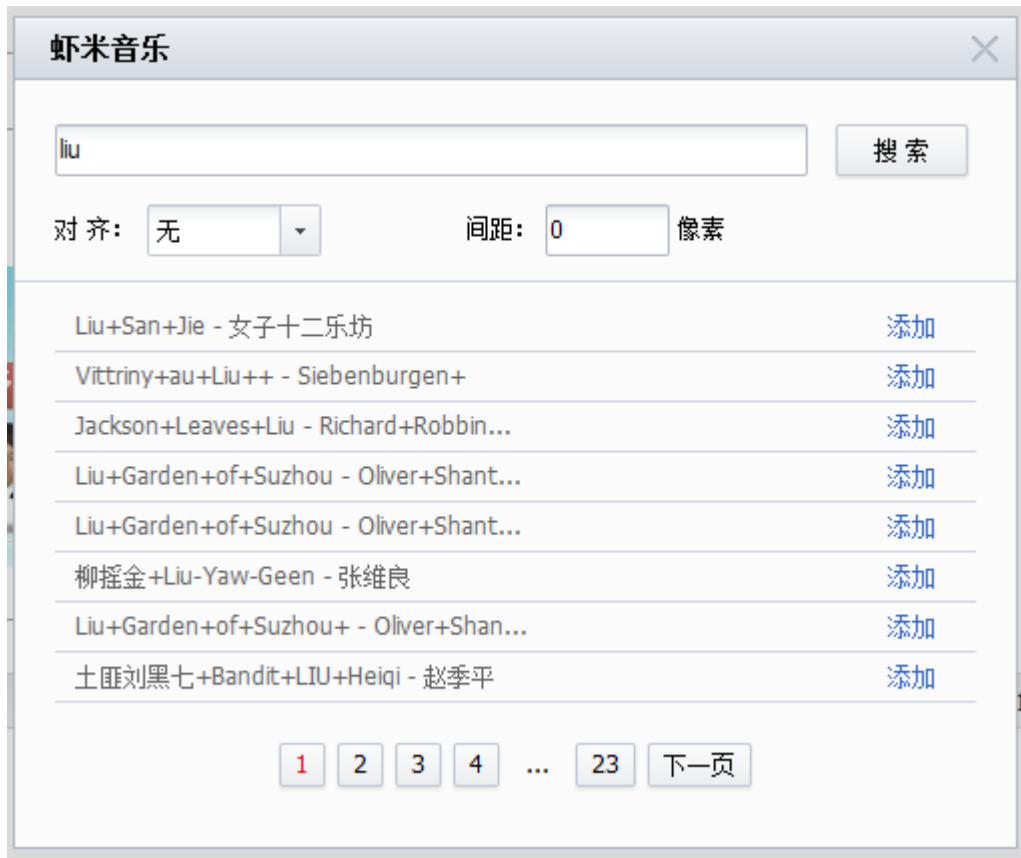 虾米音乐
liu 搜 索
对 齐： 无 间距： 0 像素
Liu+San+Jie - 女子十二乐坊 添加
Vittriny+au+Liu++ - Siebenburgen+ 添加
Jackson+Leaves+Liu - Richard+Robbin... 添加
Liu+Garden+of+Suzhou - Oliver+Shant... 添加
Liu+Garden+of+Suzhou - Oliver+Shant... 添加
柳摇金+Liu-Yaw-Geen - 张维良 添加
Liu+Garden+of+Suzhou+ - Oliver+Shan... 添加
土匪刘黑七+Bandit+LIU+Heiqi - 赵季平 添加
1 2 3 4 ... 23 下一页